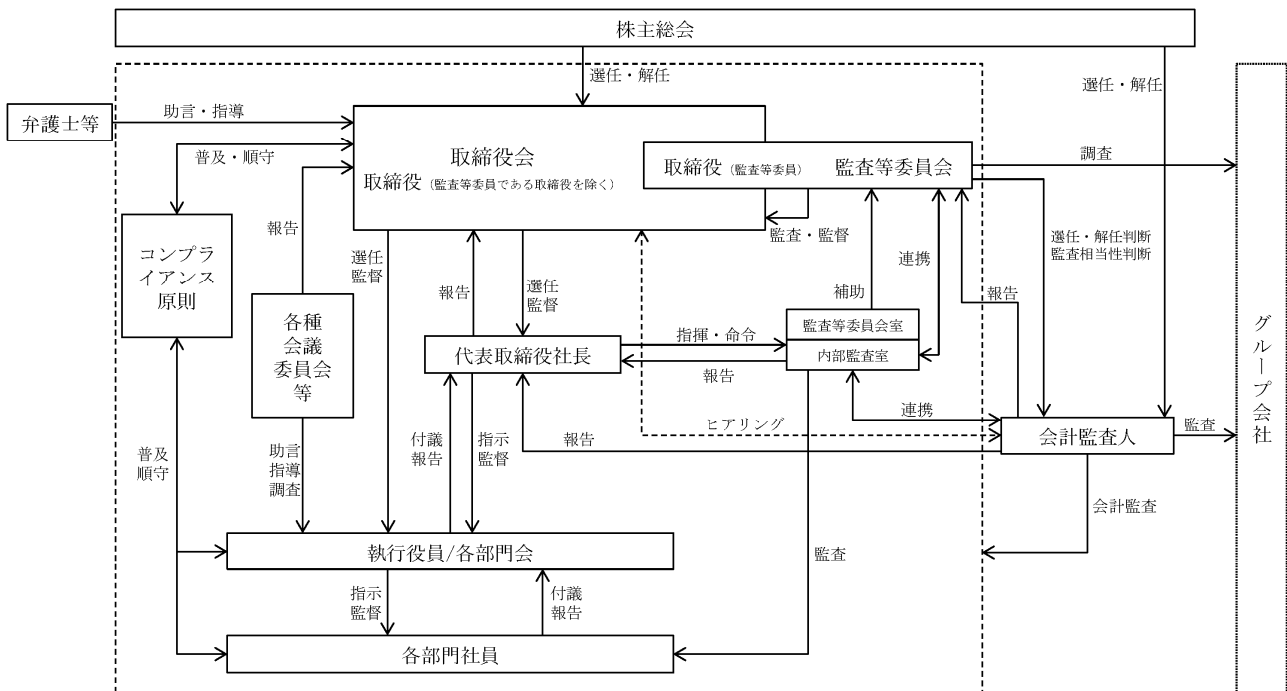 株主総会
選任・解任
選任・解任
弁護士等
助言・指導
普及・順守
取締役会
取締役（監査等委員である取締役を除く）
取締役（監査等委員）　監査等委員会
調査
監査・監督
報告
コンプラ
イアンス
原則
選任
監督
報告
選任
監督
連携
補助
選任・解任判断
監査相当性判断
報告
各種
会議
委員会
等
代表取締役社長
指揮・命令
報告
監査等委員会室
内部監査室
グループ会社
連携
ヒアリング
報告
会計監査人
監査
普及
順守
助言
指導
調査
付議
報告
指示
監督
会計監査
執行役員/各部門会
監査
指示
監督
付議
報告
各部門社員